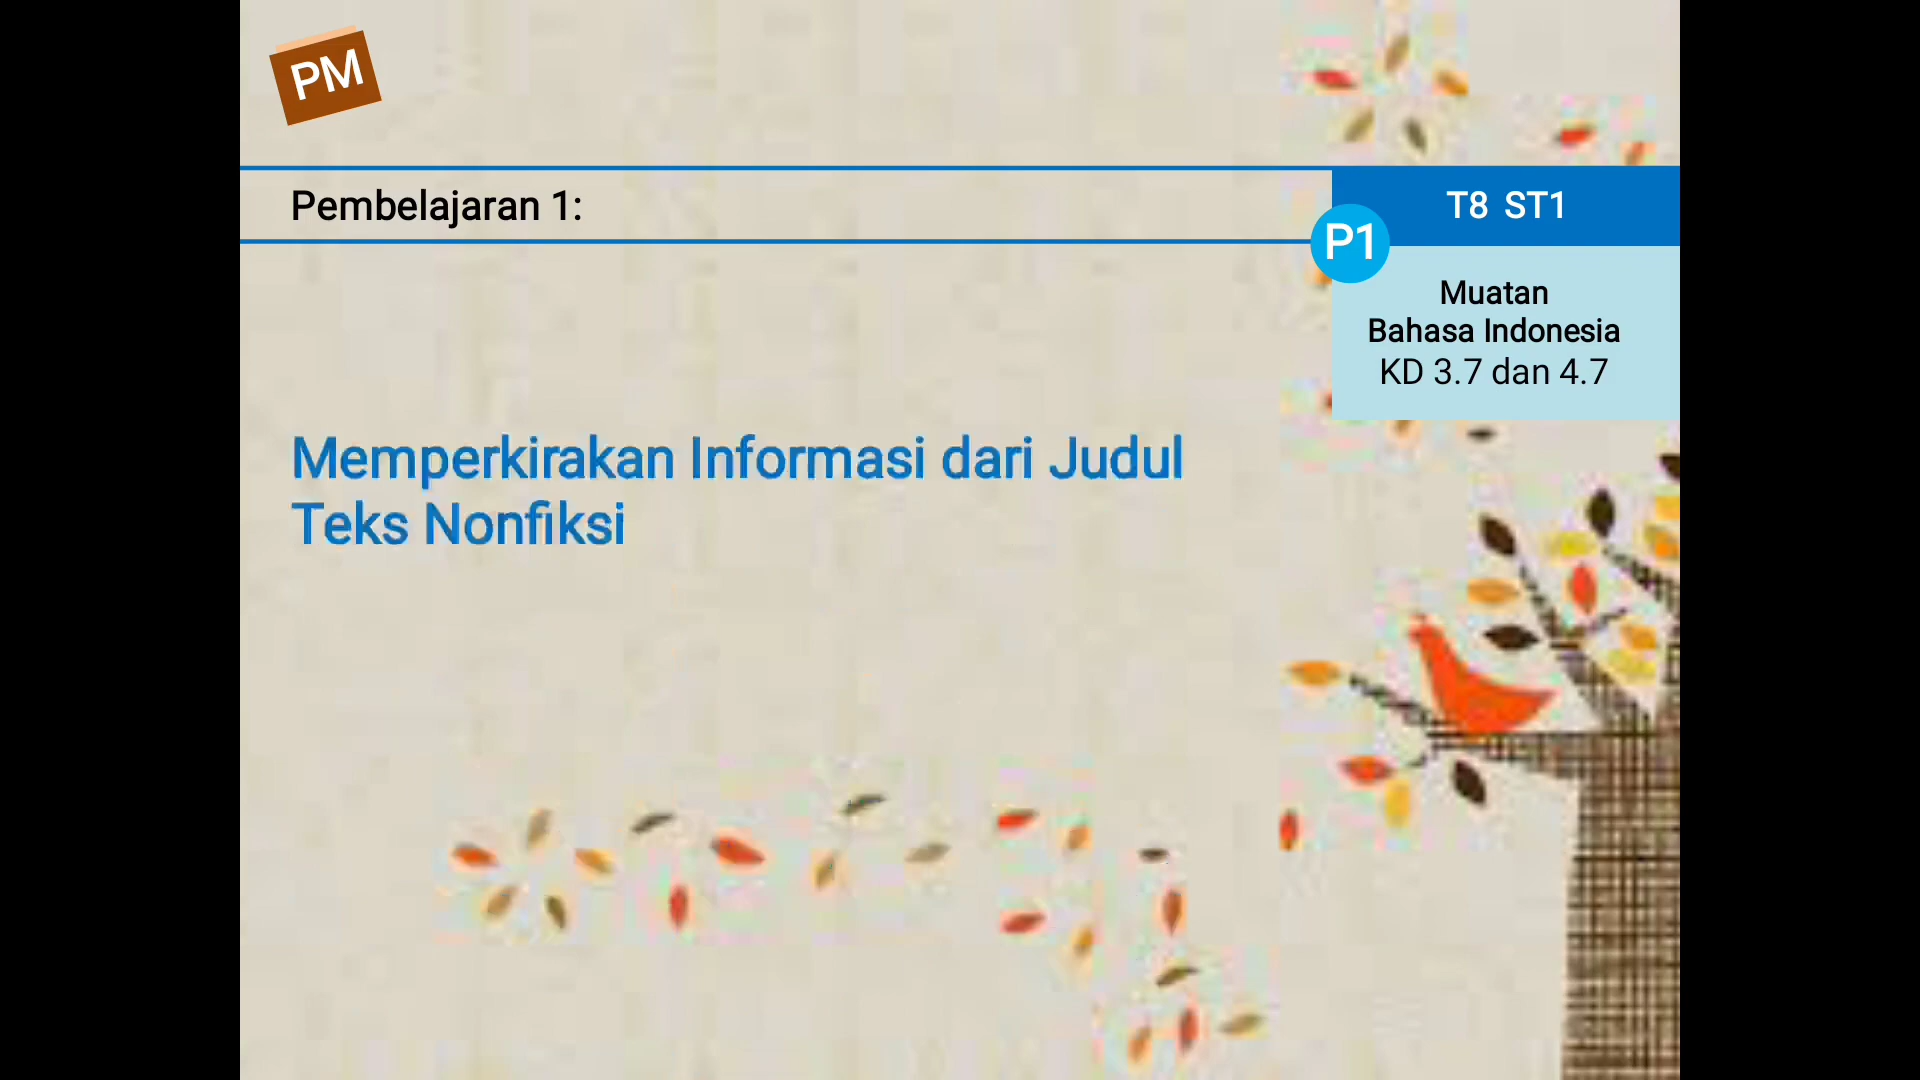 PM
Pembelajaran 1:
T8 ST1
P1
Muatan
Bahasa Indonesia
KD 3.7 dan 4.7
Memperkirakan Informasi dari Judul
Teks Nonfiksi